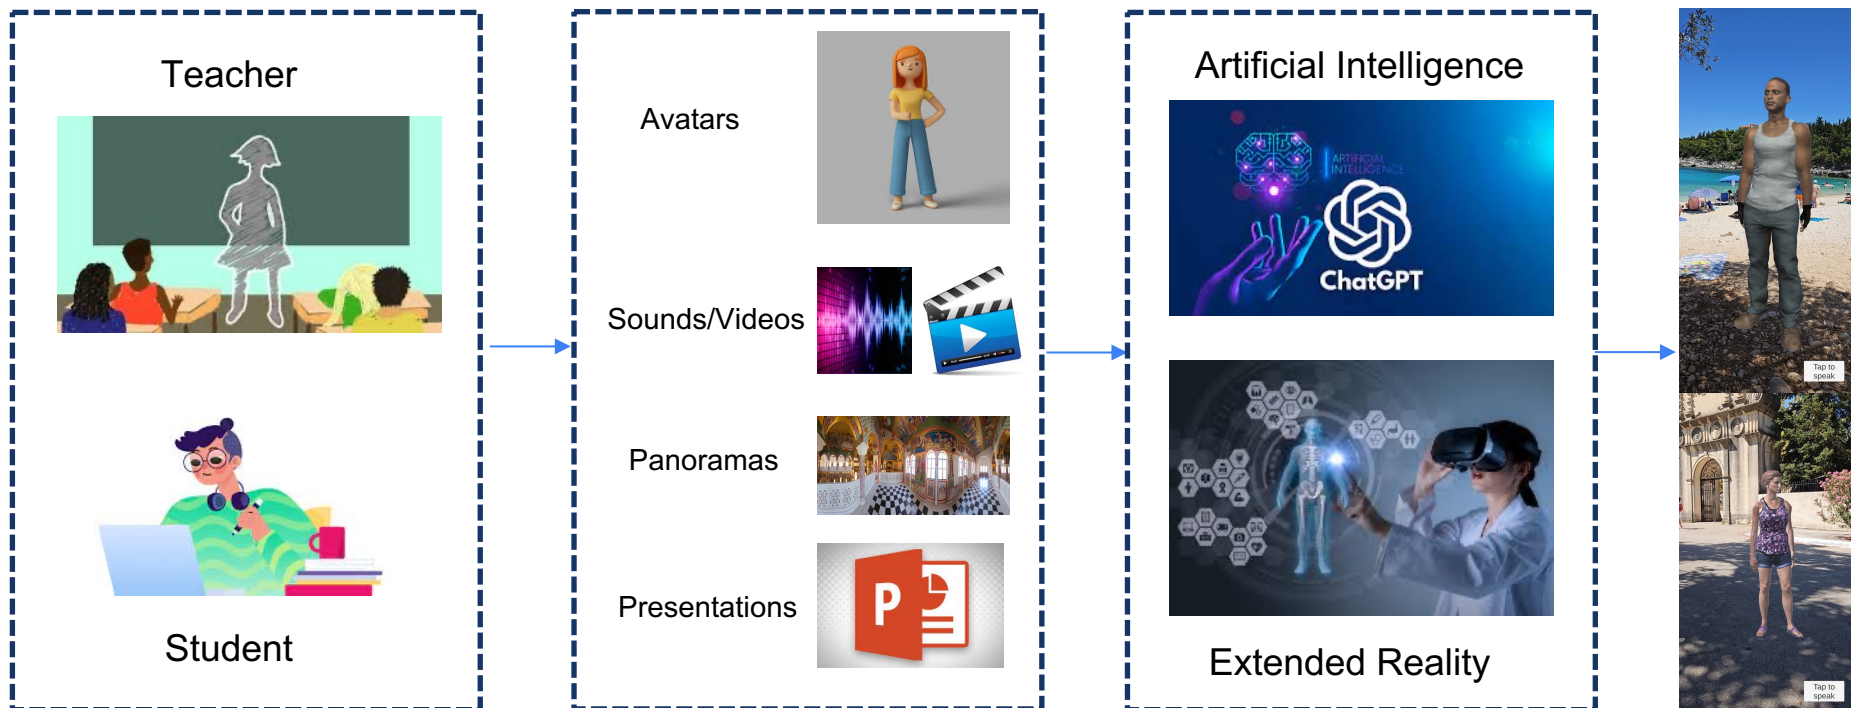 Teacher
Student
Avatars
Sounds/Videos
Panoramas
Presentations
P
Artificial Intelligence
ARTIFICIAL
INTELLIGENCE
ChatGPT
Extended Reality
Tap to
speak
Tap to
speak